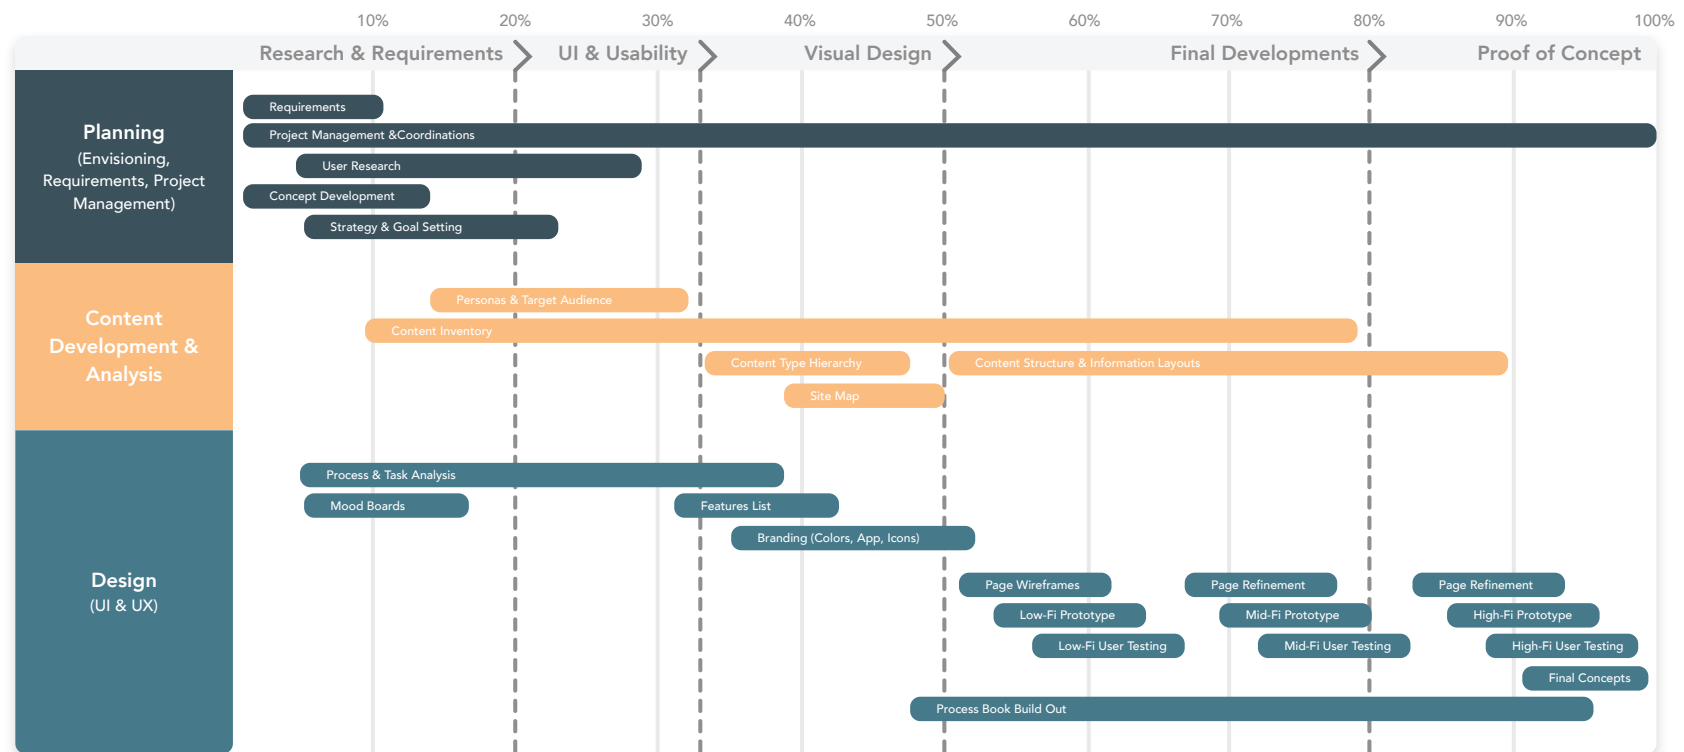 10% 20% 30% 40% 50% 60% 70% 80% 90% 100%
Research & Requirements UI & Usability Visual Design Final Developments Proof of Concept
Planning
(Envisioning,
Requirements, Project
Management)
Requirements
Project Management &Coordinations
User Research
Concept Development
Strategy & Goal Setting
Content
Development &
Analysis
Personas & Target Audience
Content Inventory
Content Type Hierarchy Content Structure & Information Layouts
Site Map
Design
(UI & UX)
Process & Task Analysis
Mood Boards Features List
Branding (Colors, App, Icons)
Page Wireframes Page Refinement Page Refinement
Low-Fi Prototype Mid-Fi Prototype High-Fi Prototype
Low-Fi User Testing Mid-Fi User Testing High-Fi User Testing
Final Concepts
Process Book Build Out